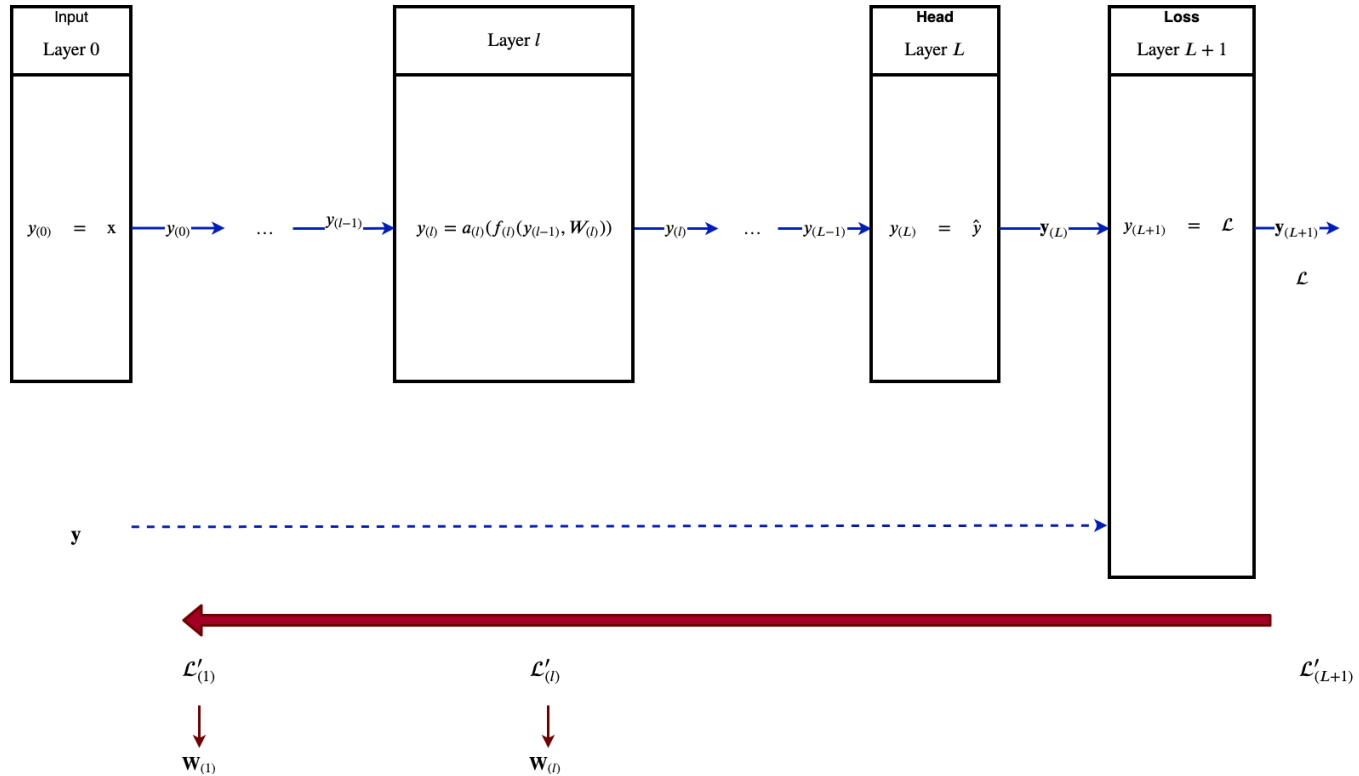 Input
Layer 0
Layer l
Head
Layer L
Loss
Layer L + 1
y(0) = x
y(0)
…
y(l−1)
y(l) = a(l)(f(l)(y(l−1), W(l)))
y(l)
…
y(L−1)
y(L) = ŷ
y(L)
y(L+1) = ℒ
y(L+1)
ℒ
y
ℒ′(1)
ℒ′(l)
ℒ′(L+1)
W(1)
W(l)